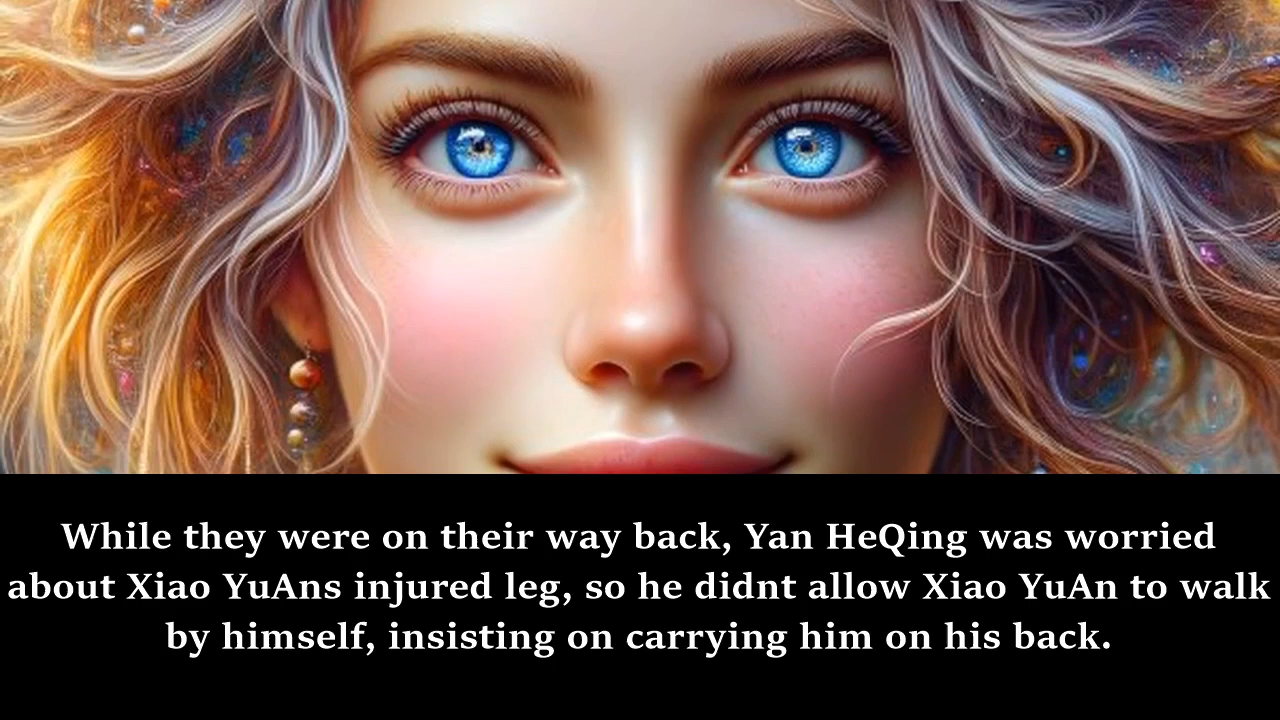 While they were on their way back, Yan HeQing was worried
about Xiao YuAns injured leg, so he didnt allow Xiao YuAn to walk
by himself, insisting on carrying him on his back.